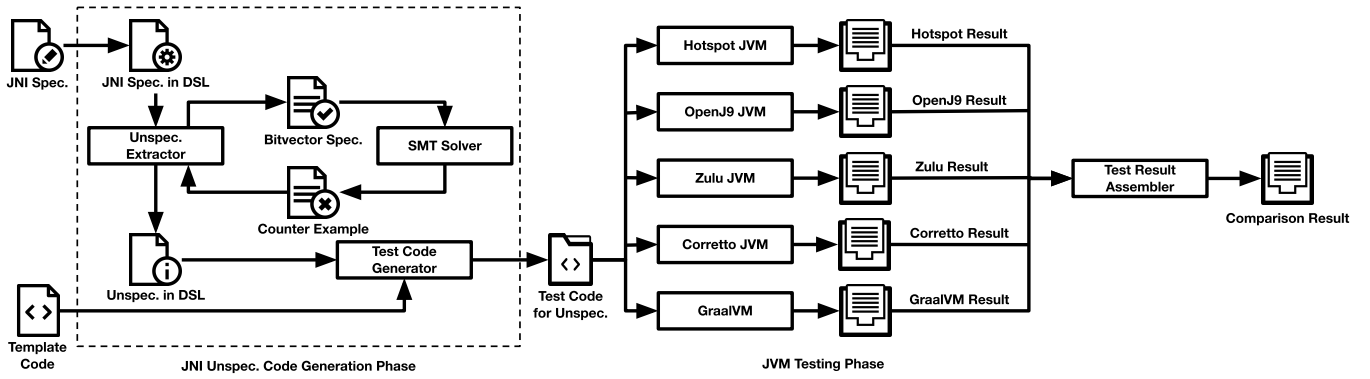 JNI Spec.
JNI Spec. in DSL
Unspec.
Extractor
Bitvector Spec.
SMT Solver
Counter Example
Unspec. in DSL
Test Code
Generator
Template
Code
JNI Unspec. Code Generation Phase
Test Code
for Unspec.
Hotspot JVM
Hotspot Result
OpenJ9 JVM
OpenJ9 Result
Zulu JVM
Zulu Result
Corretto JVM
Corretto Result
GraalVM
GraalVM Result
JVM Testing Phase
Test Result
Assembler
Comparison Result